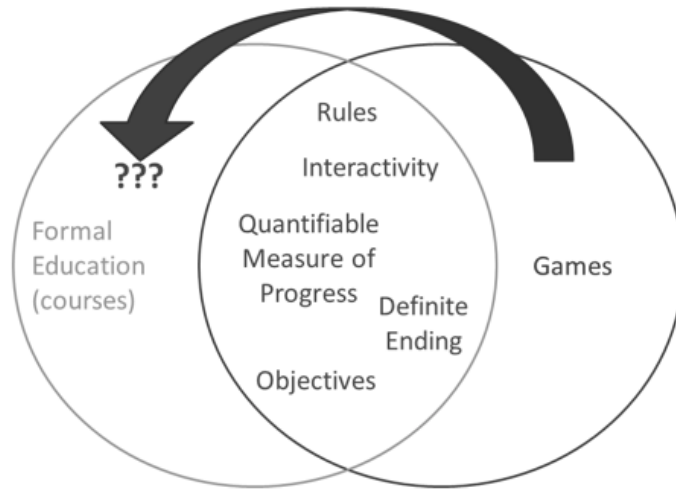 Rules
???
Interactivity
Formal
Education
(courses)
Quantifiable
Measure of
Progress
Games
Definite
Ending
Objectives